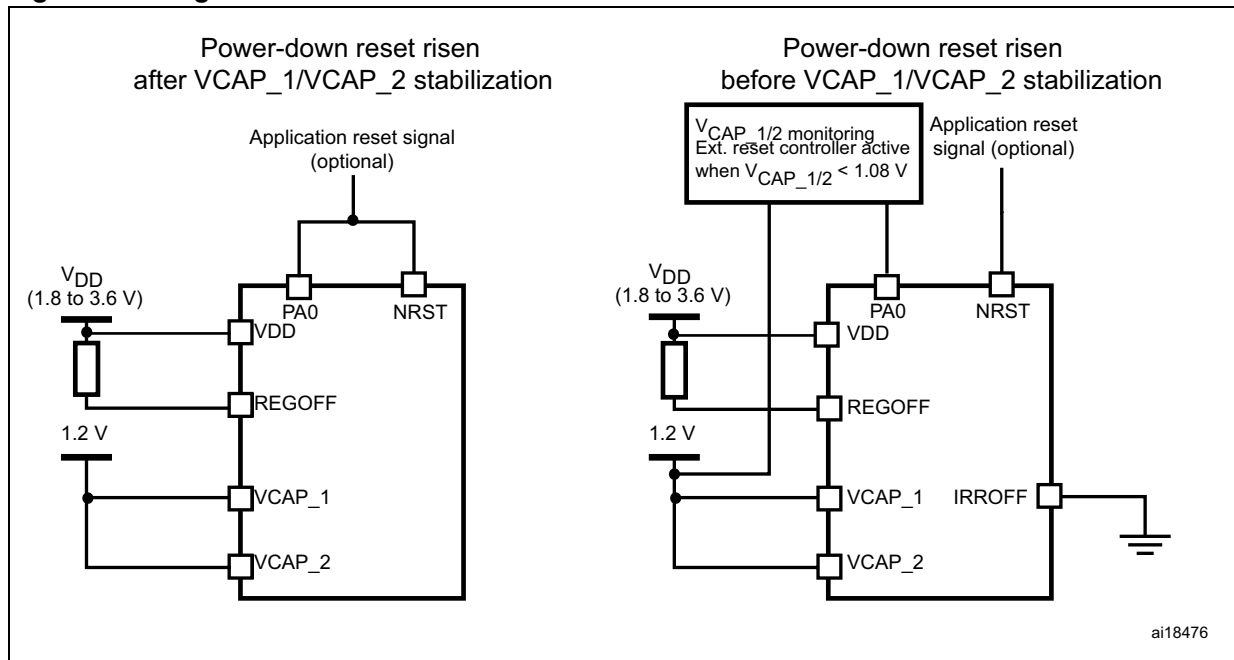 Power-down reset risen
after VCAP_1/VCAP_2 stabilization
Application reset signal
(optional)
VDD
(1.8 to 3.6 V)
PA0
NRST
VDD
REGOFF
1.2 V
VCAP_1
VCAP_2
Power-down reset risen
before VCAP_1/VCAP_2 stabilization
VCAP_1/2 monitoring
Ext. reset controller active
when VCAP_1/2 < 1.08 V
Application reset
signal (optional)
VDD
(1.8 to 3.6 V)
PA0
NRST
VDD
REGOFF
1.2 V
VCAP_1
IRROFF
VCAP_2
ai18476